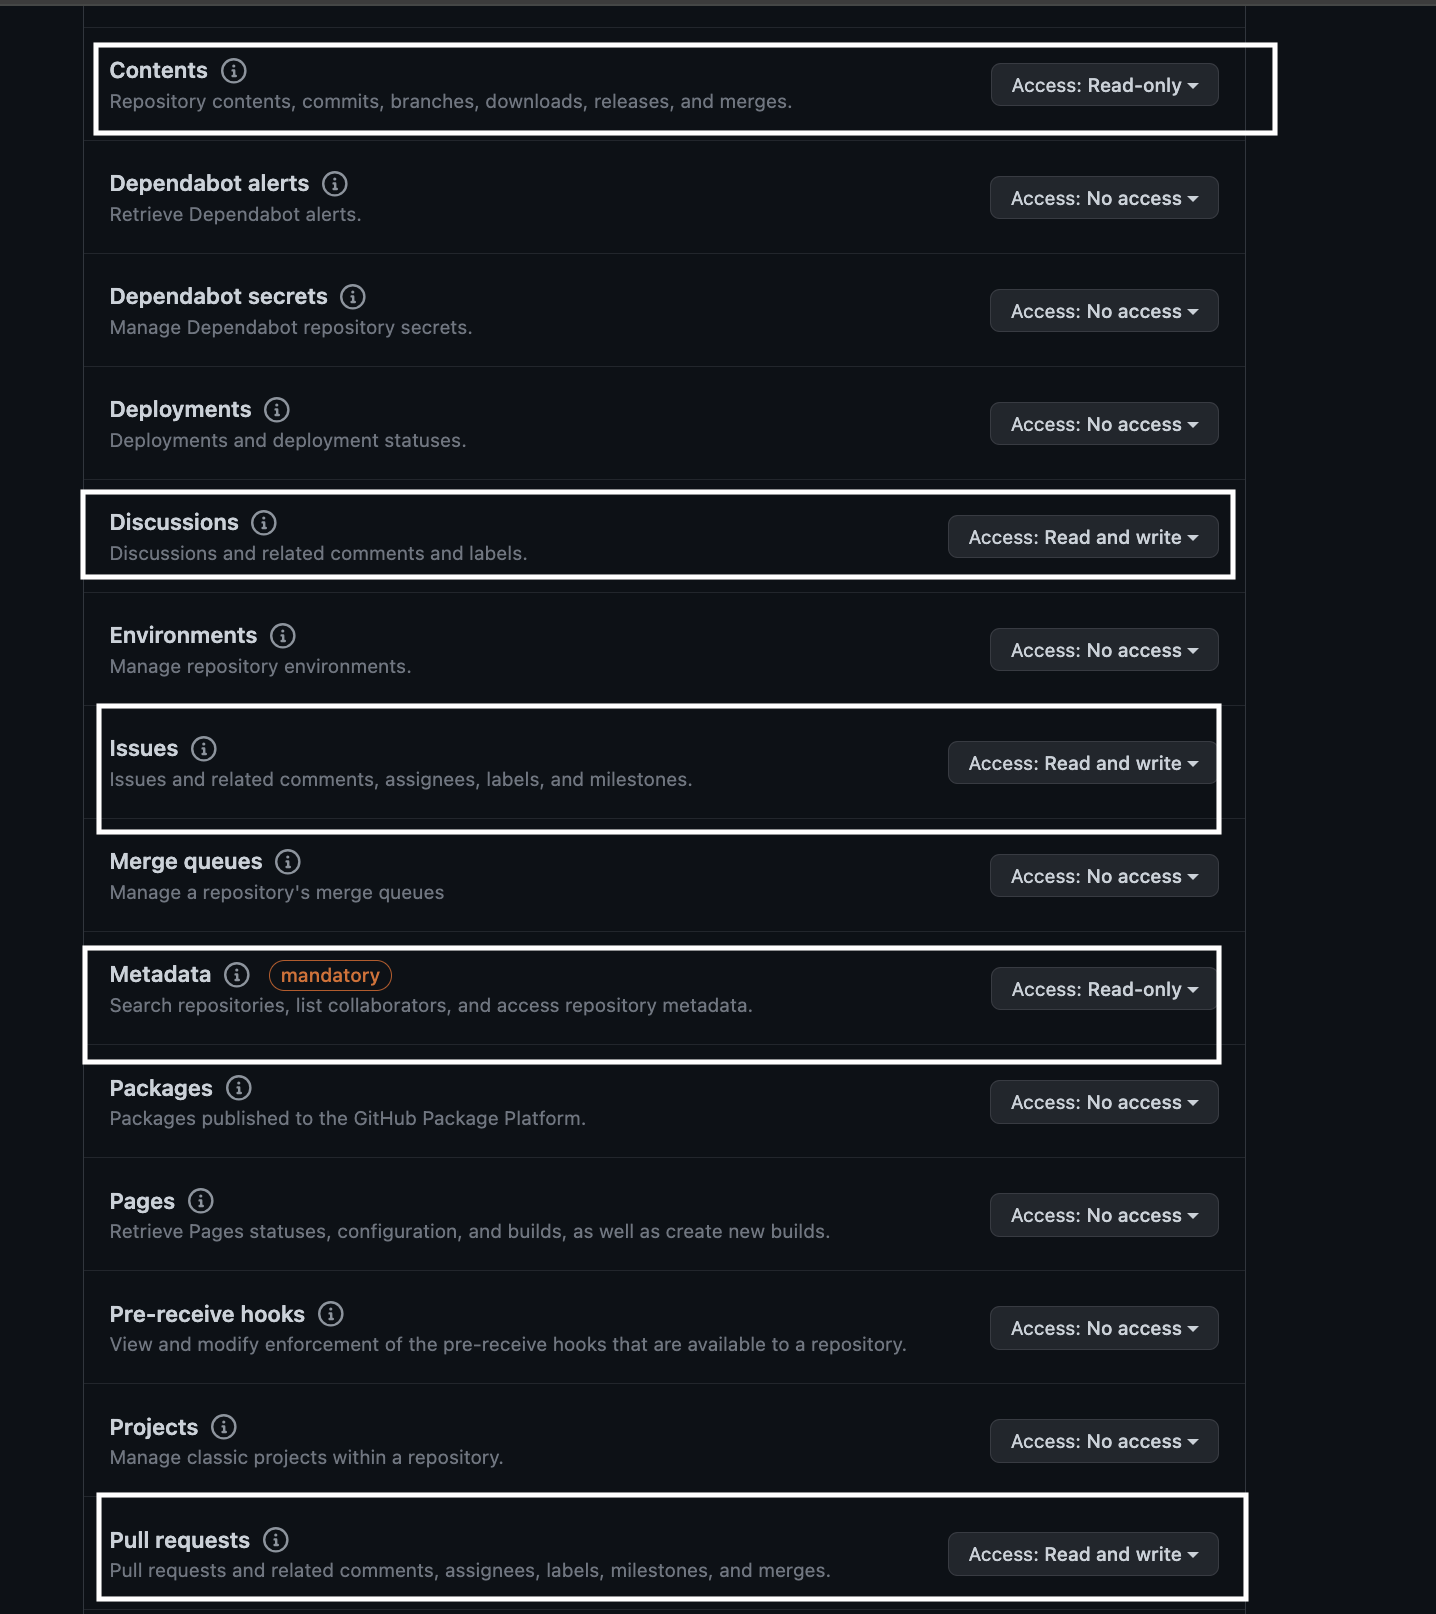 Contents
Access: Read-only
Repository contents, commits, branches, downloads, releases, and merges.
Dependabot alerts
Access: No access
Retrieve Dependabot alerts.
Dependabot secrets
Access: No access
Manage Dependabot repository secrets.
Deployments
Access: No access
Deployments and deployment statuses.
Discussions
Access: Read and write
Discussions and related comments and labels.
Environments
Access: No access
Manage repository environments.
Issues
Access: Read and write
Issues and related comments, assignees, labels, and milestones.
Merge queues
Access: No access
Manage a repository's merge queues
Metadata mandatory
Access: Read-only
Search repositories, list collaborators, and access repository metadata.
Packages
Access: No access
Packages published to the GitHub Package Platform.
Pages
Access: No access
Retrieve Pages statuses, configuration, and builds, as well as create new builds.
Pre-receive hooks
Access: No access
View and modify enforcement of the pre-receive hooks that are available to a repository.
Projects
Access: No access
Manage classic projects within a repository.
Pull requests
Access: Read and write
Pull requests and related comments, assignees, labels, milestones, and merges.